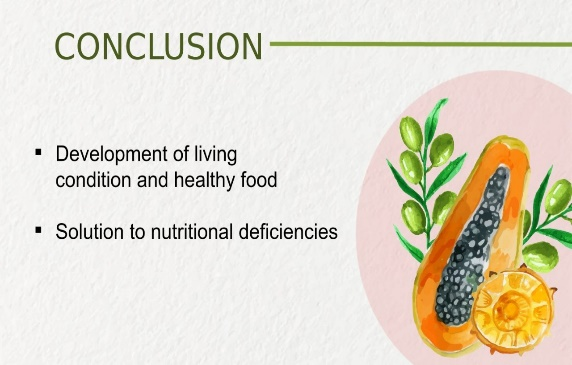 CONCLUSION
▪ Development of living
condition and healthy food
▪ Solution to nutritional deficiencies